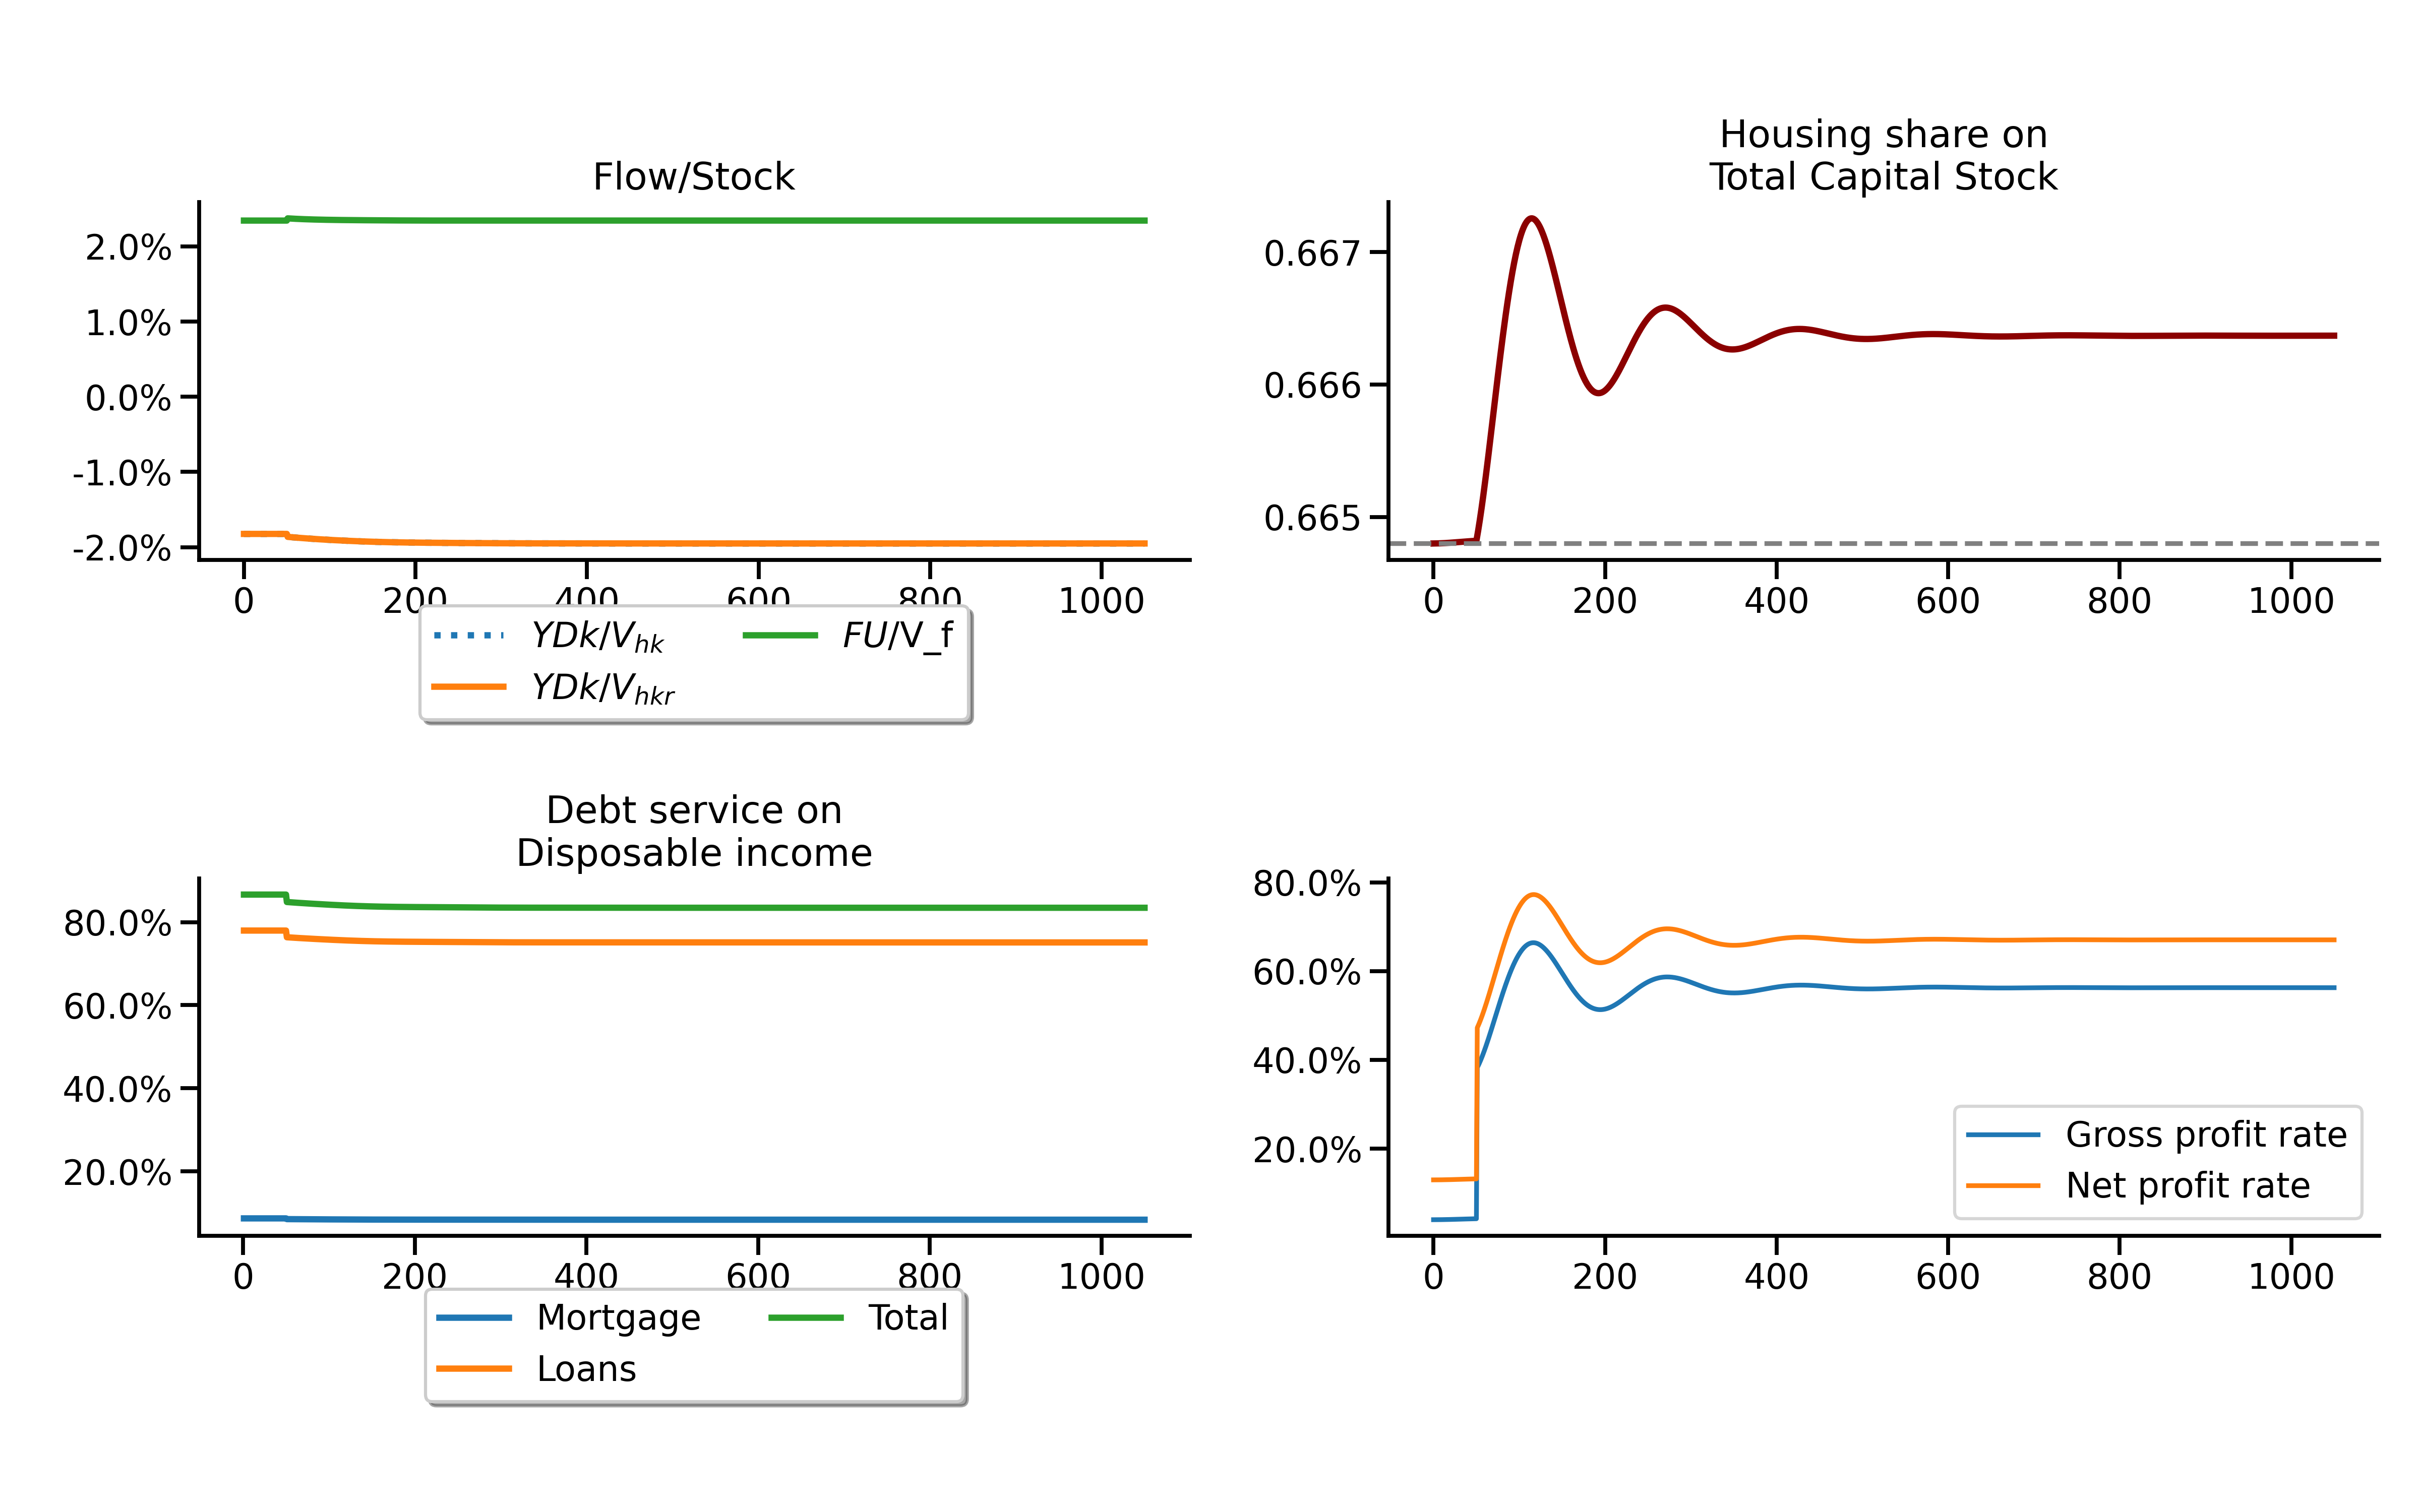 Flow/Stock
2.0%
1.0%
0.0%
-1.0%
-2.0%
0 200 400 600 800 1000
YDk/V_{hk} FU/V_f
YDk/V_{hkr}
Housing share on
Total Capital Stock
0.667
0.666
0.665
0 200 400 600 800 1000
Debt service on
Disposable income
80.0%
60.0%
40.0%
20.0%
0 200 400 600 800 1000
Mortgage Total
Loans
80.0%
60.0%
40.0%
20.0%
Gross profit rate
Net profit rate
0 200 400 600 800 1000